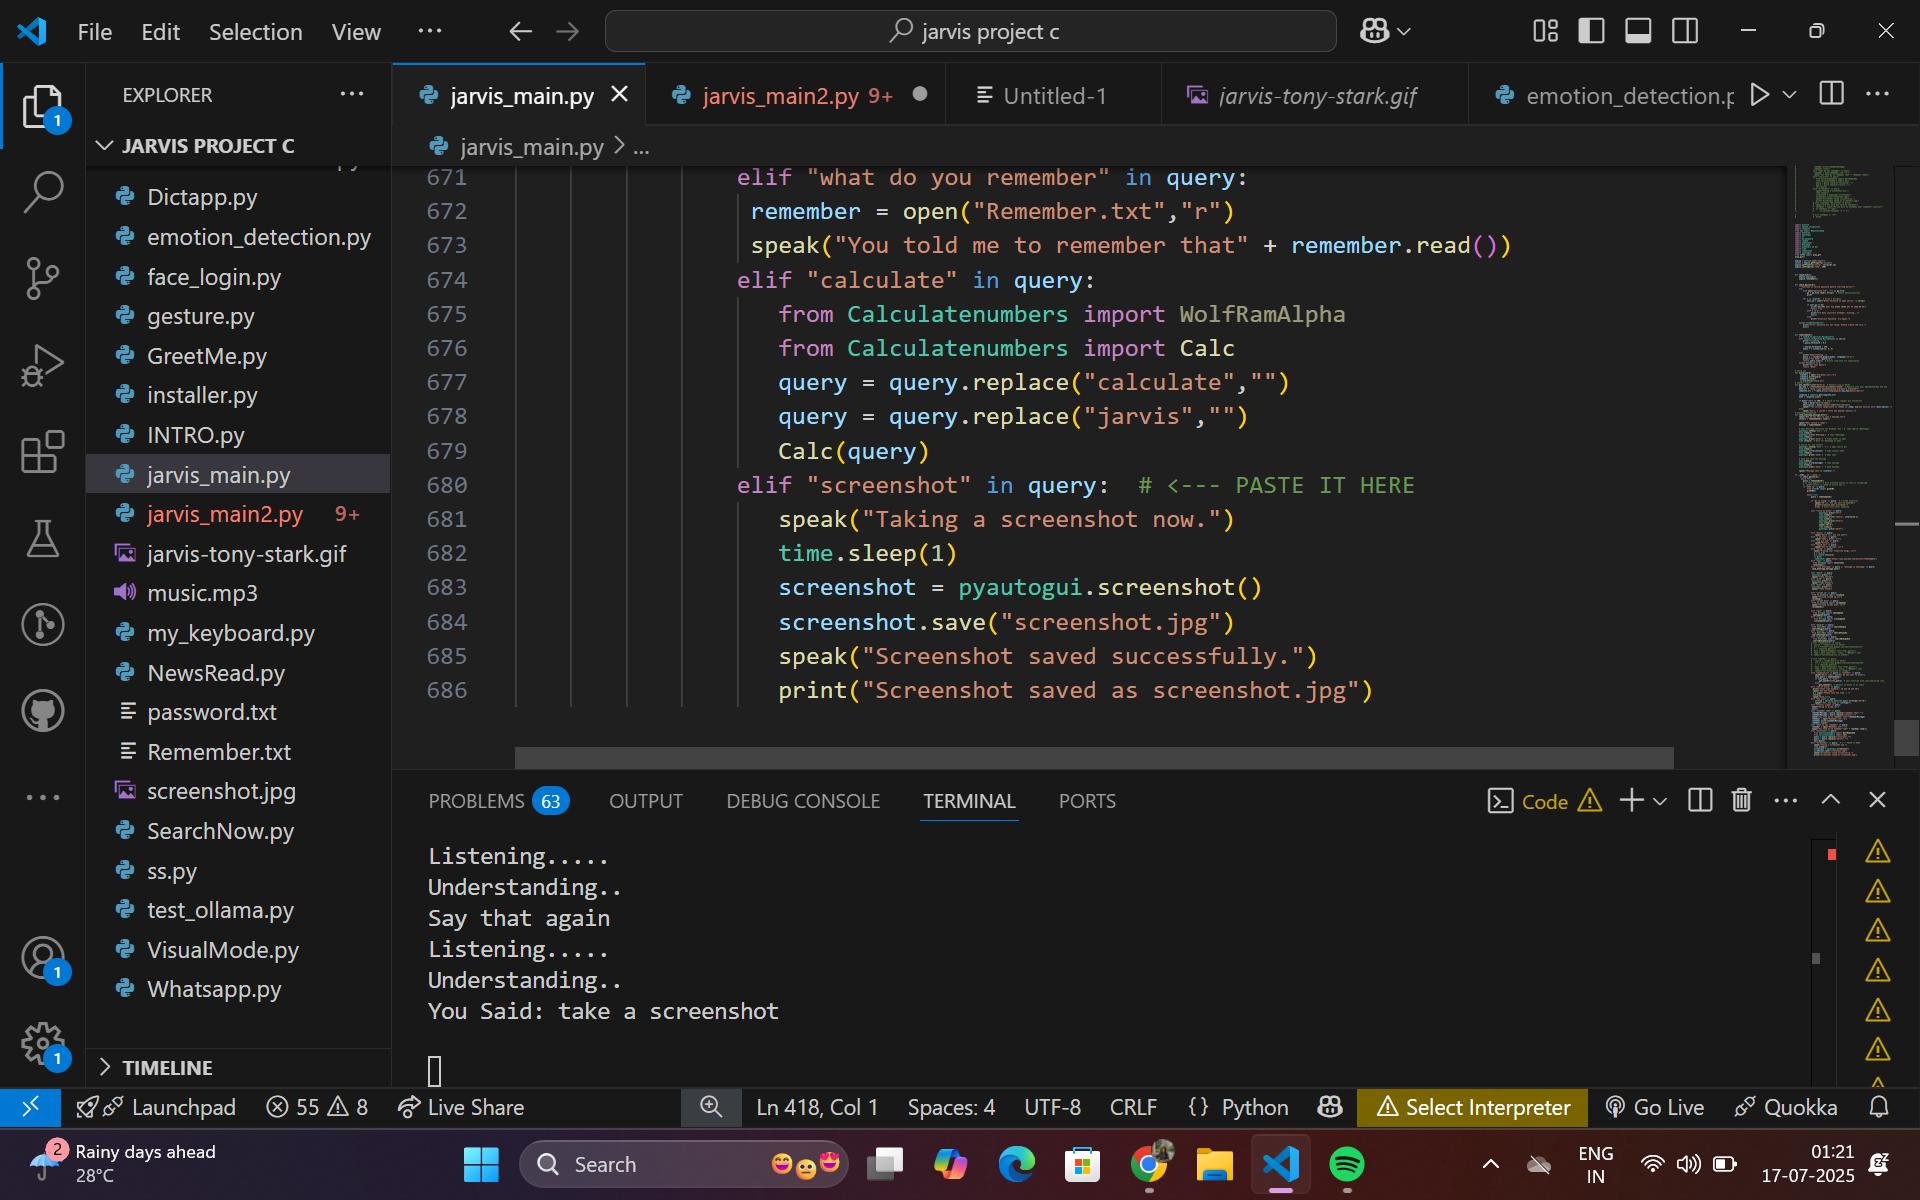 File Edit Selection View ··· jarvis project c
EXPLORER ···
1
JARVIS PROJECT C
Dictapp.py
emotion_detection.py
face_login.py
gesture.py
GreetMe.py
installer.py
INTRO.py
jarvis_main.py
jarvis_main2.py 9+
jarvis-tony-stark.gif
music.mp3
my_keyboard.py
NewsRead.py
password.txt
Remember.txt
screenshot.jpg
SearchNow.py
ss.py
test_ollama.py
VisualMode.py
Whatsapp.py
1
1
TIMELINE
jarvis_main.py jarvis_main2.py 9+ Untitled-1 jarvis-tony-stark.gif emotion_detection.p
jarvis_main.py > ...
671 elif "what do you remember" in query:
672 remember = open("Remember.txt","r")
673 speak("You told me to remember that" + remember.read())
674 elif "calculate" in query:
675 from Calculatenumbers import WolfRamAlpha
676 from Calculatenumbers import Calc
677 query = query.replace("calculate","")
678 query = query.replace("jarvis","")
679 Calc(query)
680 elif "screenshot" in query: # <--- PASTE IT HERE
681 speak("Taking a screenshot now.")
682 time.sleep(1)
683 screenshot = pyautogui.screenshot()
684 screenshot.save("screenshot.jpg")
685 speak("Screenshot saved successfully.")
686 print("Screenshot saved as screenshot.jpg")
PROBLEMS 63 OUTPUT DEBUG CONSOLE TERMINAL PORTS Code
Listening.....
Understanding..
Say that again
Listening.....
Understanding..
You Said: take a screenshot
Launchpad 55 8 Live Share Ln 418, Col 1 Spaces: 4 UTF-8 CRLF {} Python Select Interpreter Go Live Quokka
2 Rainy days ahead
28°C
Search
ENG
IN
01:21
17-07-2025